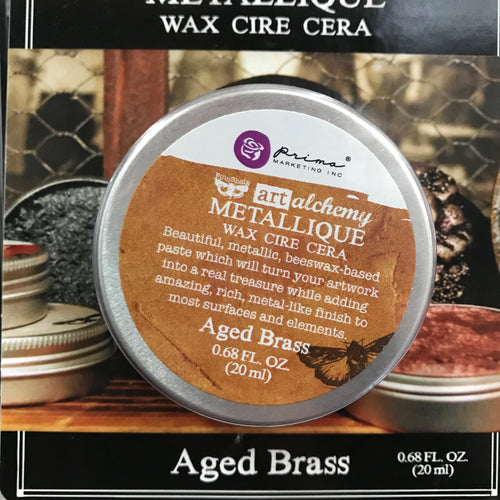 METALLIQUE
WAX CIRE CERA
prima®
MARKETING INC
finnabair
art alchemy
METALLIQUE
WAX CIRE CERA
Beautiful, metallic, beeswax-based
paste which will turn your artwork
into a real treasure while adding
amazing, rich, metal-like finish to
most surfaces and elements.
Aged Brass
0.68 FL. OZ.
(20 ml)
Aged Brass
0.68 FL. OZ.
(20 ml)